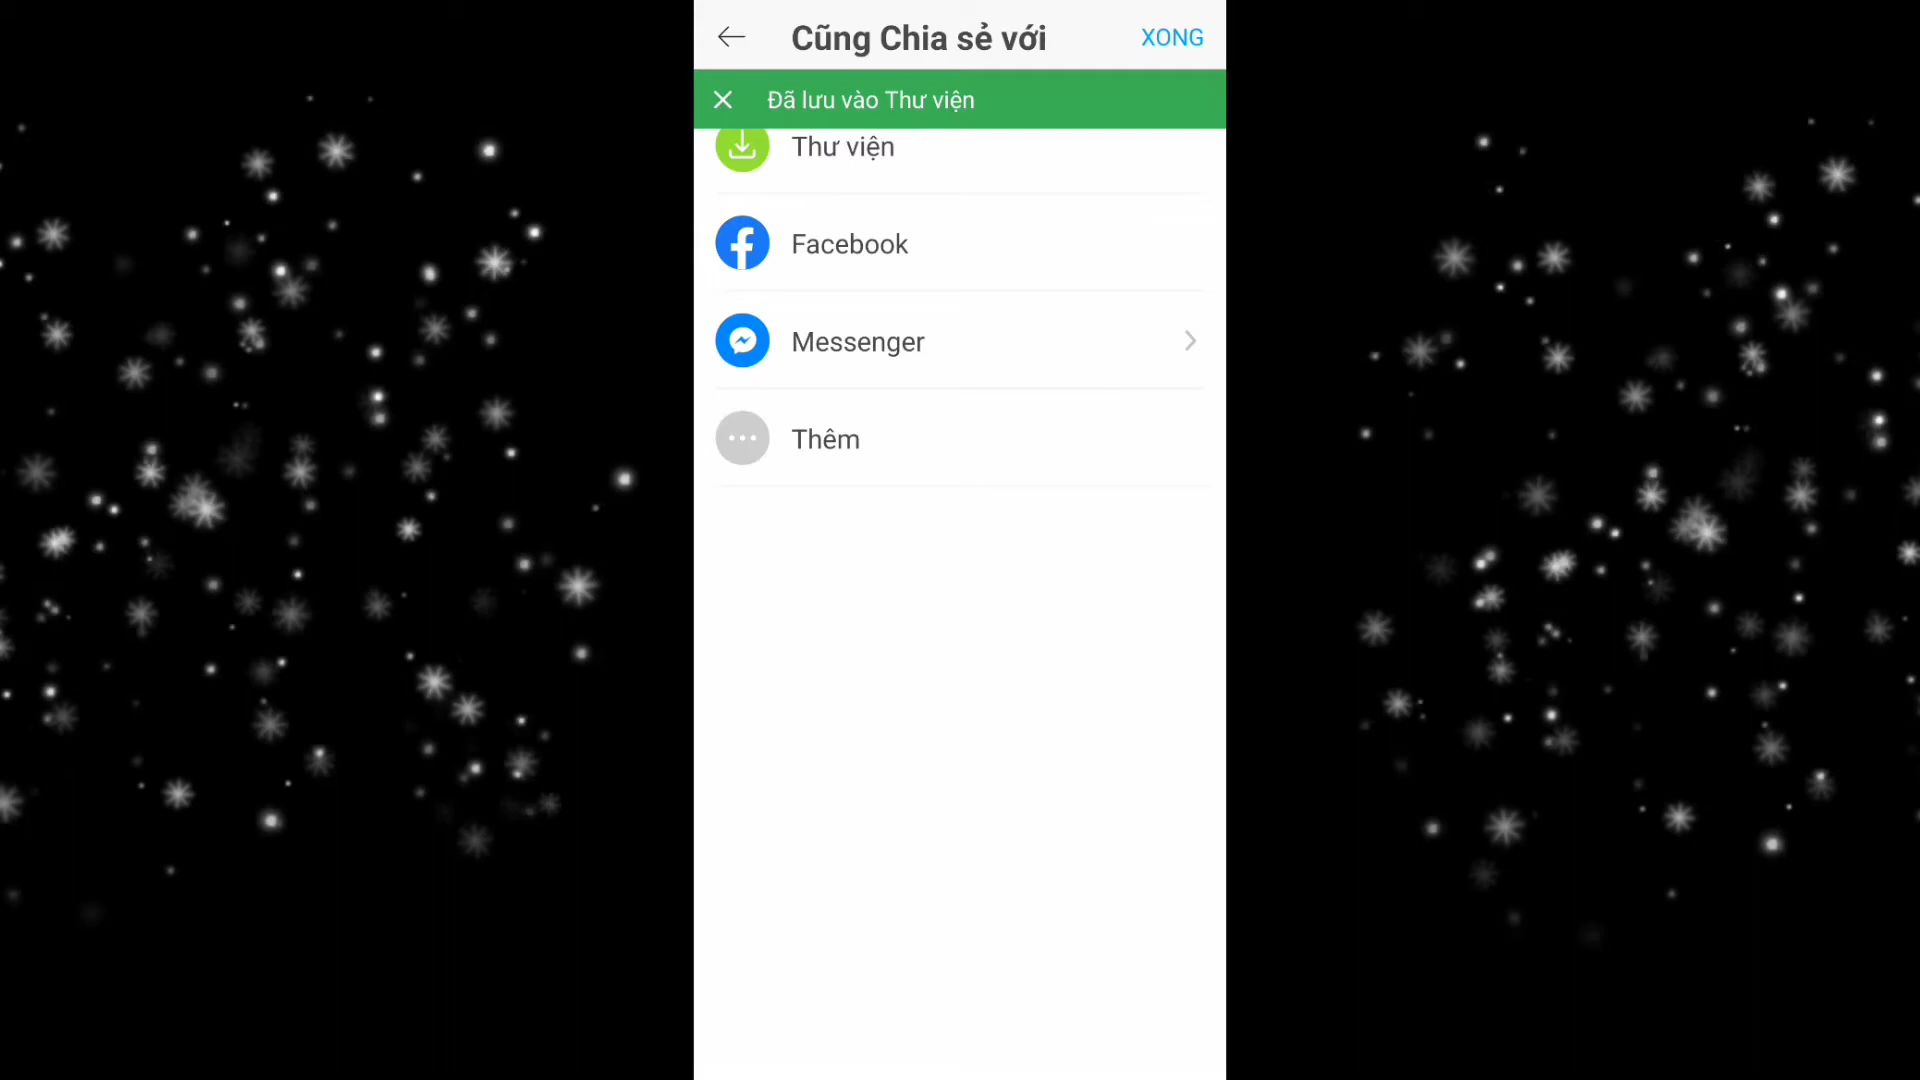 Cũng Chia sẻ với
XONG
Đã lưu vào Thư viện
Thư viện
Facebook
Messenger
Thêm